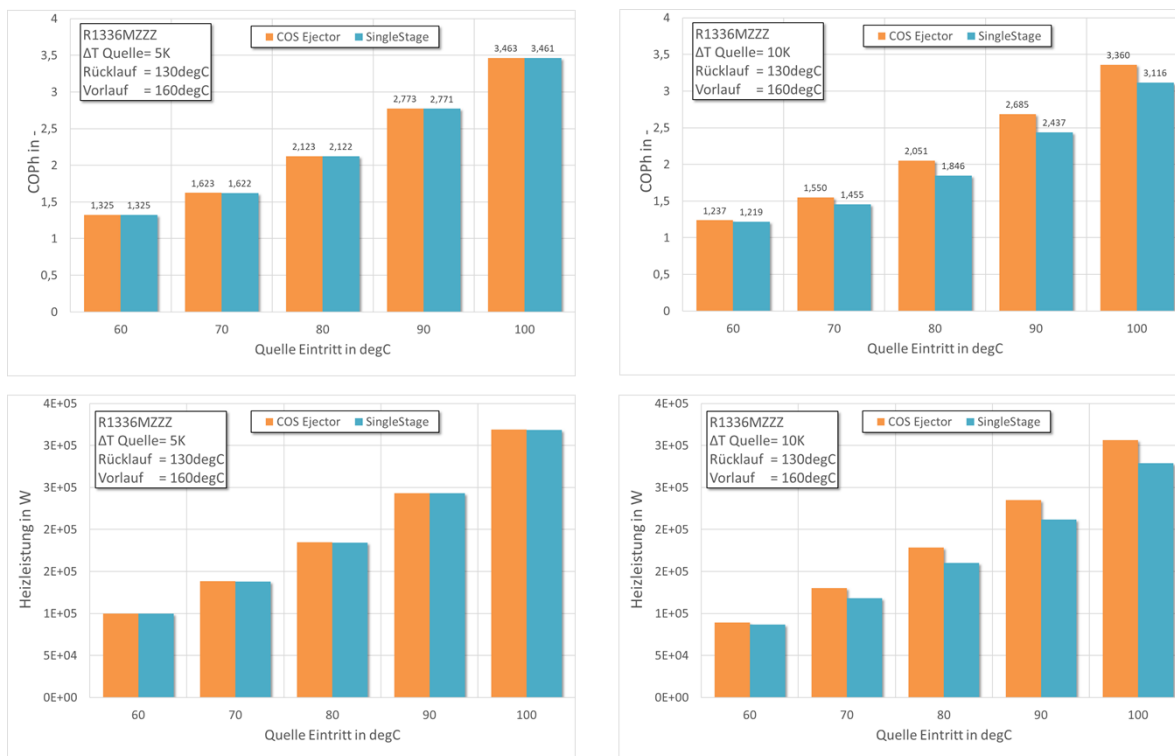 4
3,5
3
2,5
2
1,5
1
0,5
0
COPh in -
R1336MZZZ
ΔT Quelle= 5K
Rücklauf = 130degC
Vorlauf = 160degC
COS Ejector SingleStage
1,325 1,325
1,623 1,622
2,123 2,122
2,773 2,771
3,463 3,461
60 70 80 90 100
Quelle Eintritt in degC
4
3,5
3
2,5
2
1,5
1
0,5
0
COPh in -
R1336MZZZ
ΔT Quelle= 10K
Rücklauf = 130degC
Vorlauf = 160degC
COS Ejector SingleStage
1,237 1,219
1,550 1,455
2,051 1,846
2,685 2,437
3,360 3,116
60 70 80 90 100
Quelle Eintritt in degC
4E+05
3E+05
3E+05
2E+05
2E+05
1E+05
5E+04
0E+00
Heizleistung in W
R1336MZZZ
ΔT Quelle= 5K
Rücklauf = 130degC
Vorlauf = 160degC
COS Ejector SingleStage
60 70 80 90 100
Quelle Eintritt in degC
4E+05
3E+05
3E+05
2E+05
2E+05
1E+05
5E+04
0E+00
Heizleistung in W
R1336MZZZ
ΔT Quelle= 10K
Rücklauf = 130degC
Vorlauf = 160degC
COS Ejector SingleStage
60 70 80 90 100
Quelle Eintritt in degC